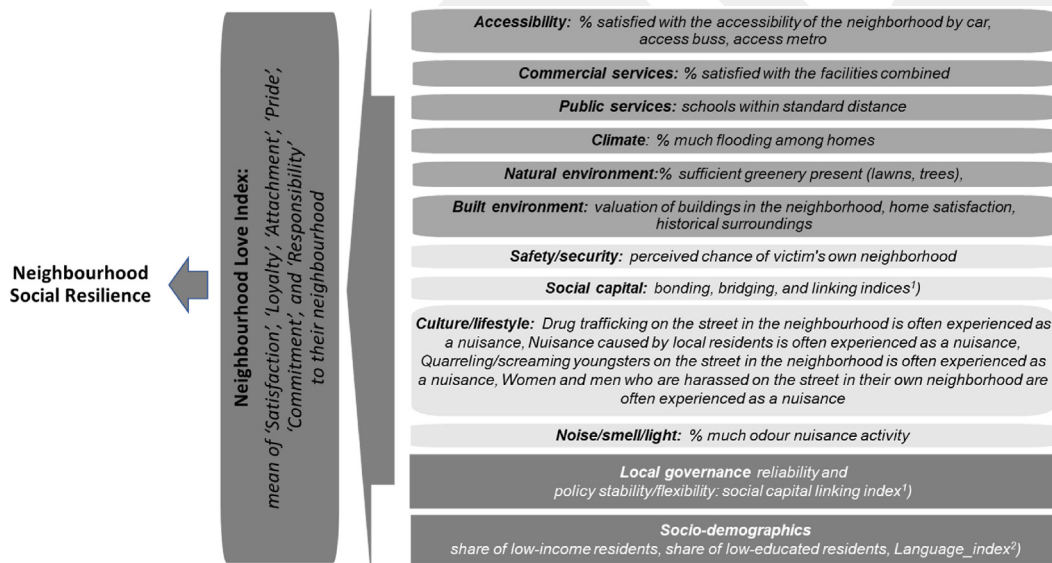 Neighbourhood
Social Resilience
Neighbourhood Love Index:
mean of ‘Satisfaction’, ‘Loyalty’, ‘Attachment’, ‘Pride’,
‘Commitment’, and ‘Responsibility’
to their neighbourhood
Accessibility: % satisfied with the accessibility of the neighborhood by car,
access buss, access metro
Commercial services: % satisfied with the facilities combined
Public services: schools within standard distance
Climate: % much flooding among homes
Natural environment:% sufficient greenery present (lawns, trees),
Built environment: valuation of buildings in the neighborhood, home satisfaction,
historical surroundings
Safety/security: perceived chance of victim's own neighborhood
Social capital: bonding, bridging, and linking indices¹)
Culture/lifestyle: Drug trafficking on the street in the neighbourhood is often experienced as
a nuisance, Nuisance caused by local residents is often experienced as a nuisance,
Quarreling/screaming youngsters on the street in the neighborhood is often experienced as
a nuisance, Women and men who are harassed on the street in their own neighborhood are
often experienced as a nuisance
Noise/smell/light: % much odour nuisance activity
Local governance reliability and
policy stability/flexibility: social capital linking index¹)
Socio-demographics
share of low-income residents, share of low-educated residents, Language_index²)